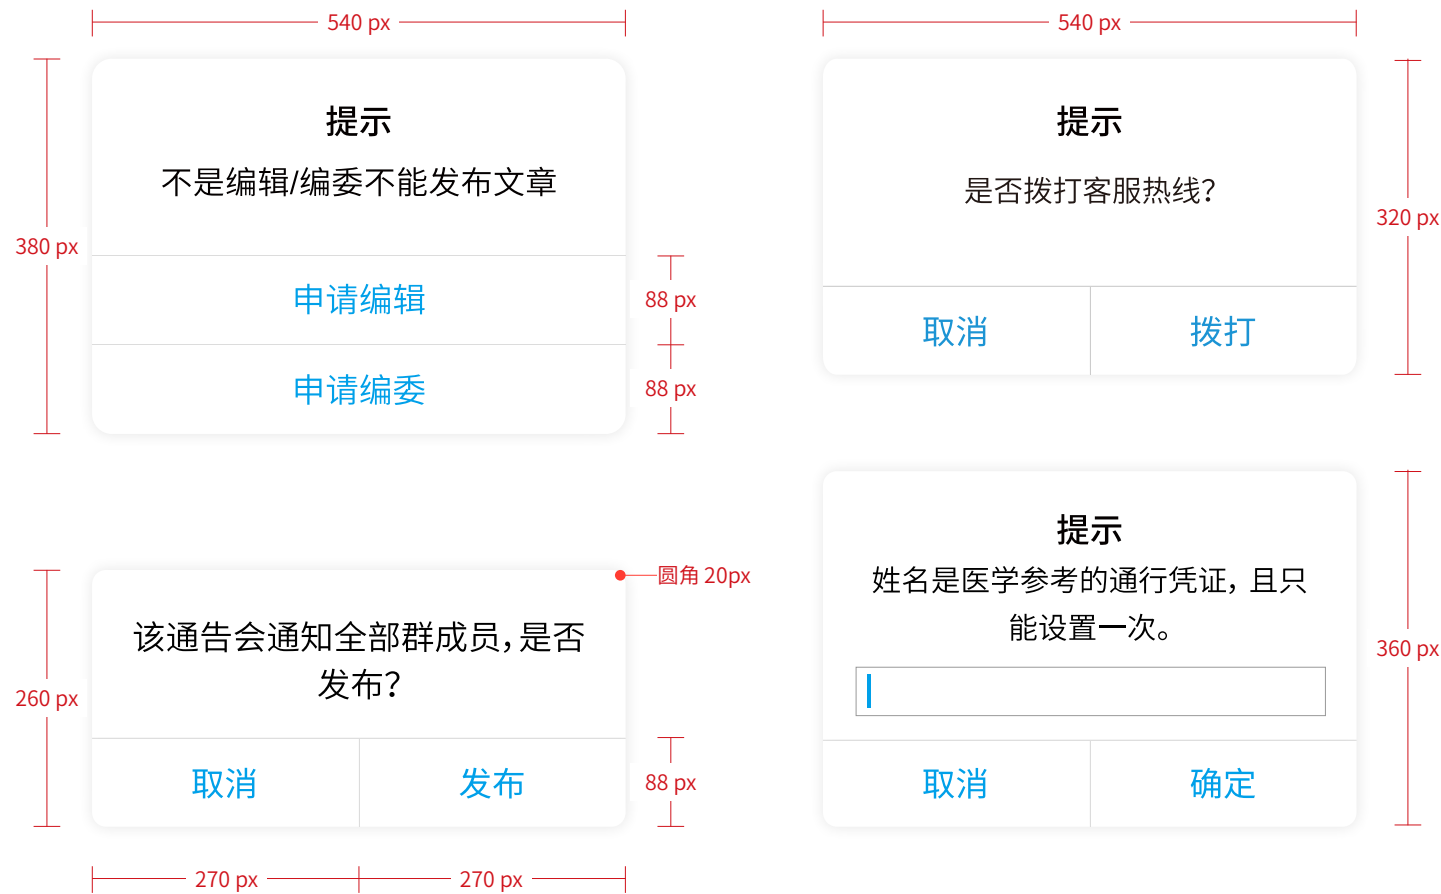 540 px
540 px
提示
不是编辑/编委不能发布文章
380 px
申请编辑
88 px
申请编委
88 px
提示
是否拨打客服热线？
320 px
取消
拨打
圆角 20px
该通告会通知全部群成员，是否
发布？
260 px
取消
发布
88 px
270 px
270 px
提示
姓名是医学参考的通行凭证，且只
能设置一次。
360 px
取消
确定